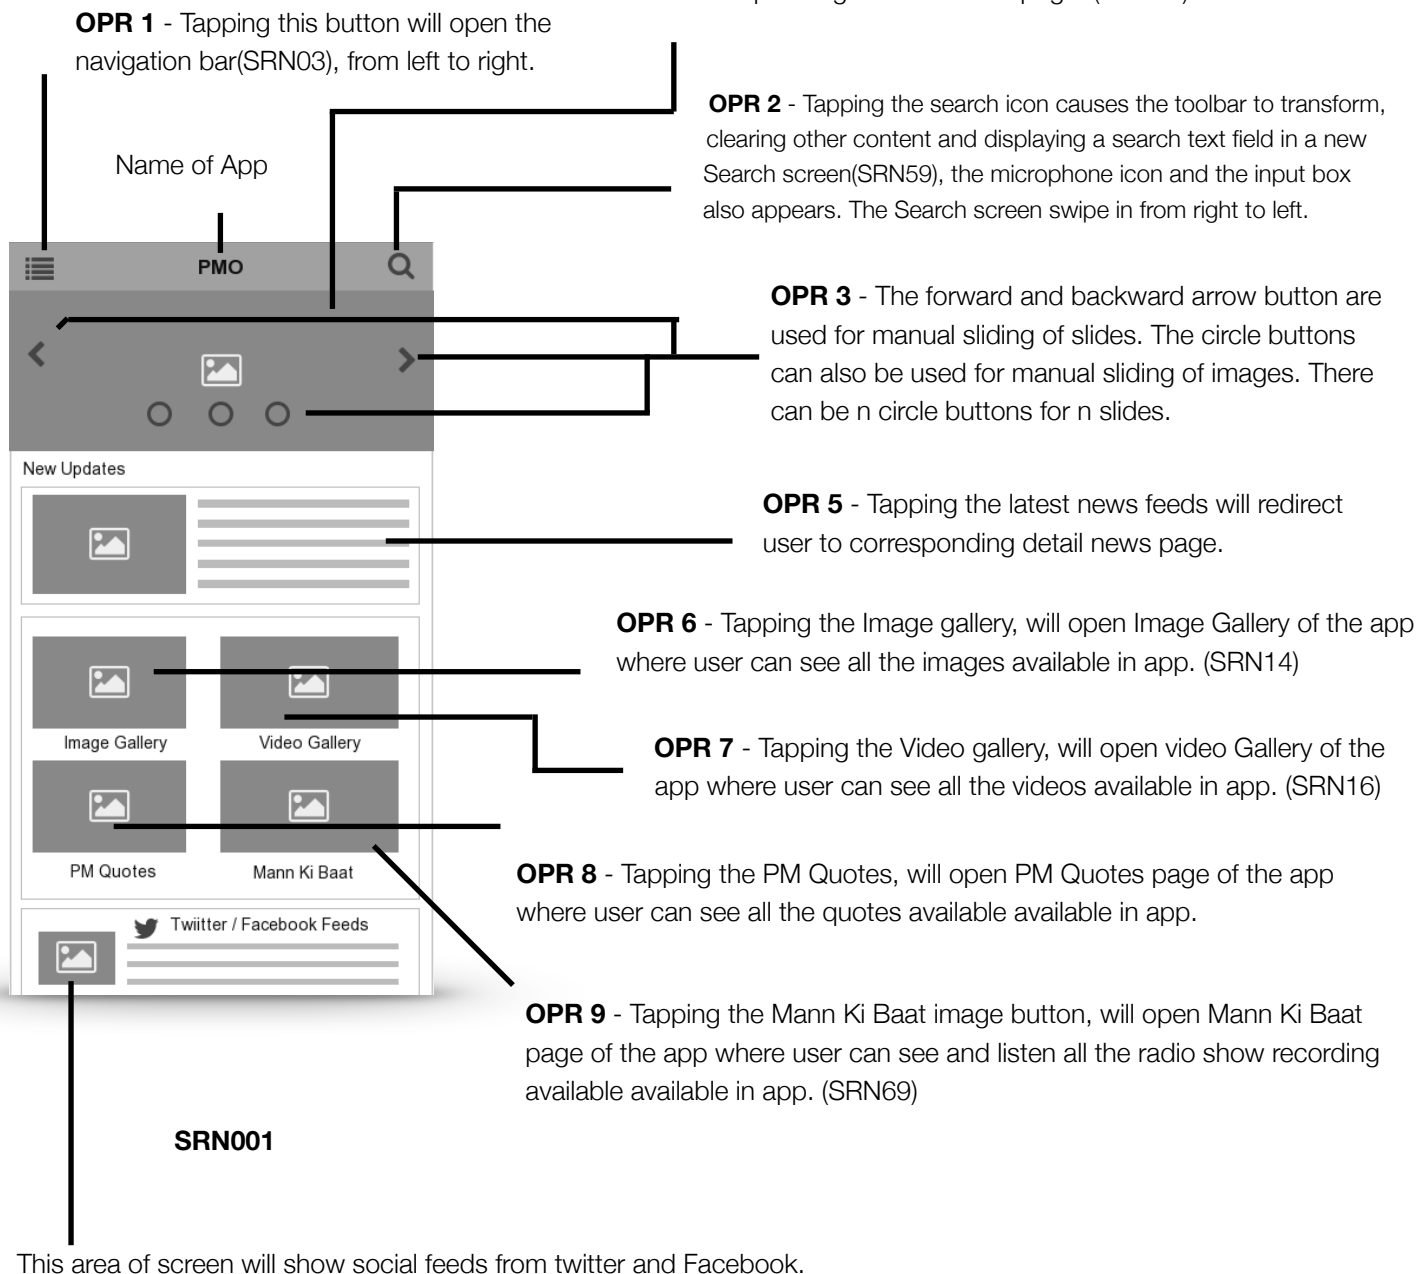 OPR 1 - Tapping this button will open the
navigation bar(SRN03), from left to right.
OPR 2 - Tapping the search icon causes the toolbar to transform,
clearing other content and displaying a search text field in a new
Search screen(SRN59), the microphone icon and the input box
also appears. The Search screen swipe in from right to left.
Name of App
PMO
OPR 3 - The forward and backward arrow button are
used for manual sliding of slides. The circle buttons
can also be used for manual sliding of images. There
can be n circle buttons for n slides.
New Updates
OPR 5 - Tapping the latest news feeds will redirect
user to corresponding detail news page.
OPR 6 - Tapping the Image gallery, will open Image Gallery of the app
where user can see all the images available in app. (SRN14)
Image Gallery
Video Gallery
OPR 7 - Tapping the Video gallery, will open video Gallery of the
app where user can see all the videos available in app. (SRN16)
PM Quotes
Mann Ki Baat
OPR 8 - Tapping the PM Quotes, will open PM Quotes page of the app
where user can see all the quotes available available in app.
Twiitter / Facebook Feeds
OPR 9 - Tapping the Mann Ki Baat image button, will open Mann Ki Baat
page of the app where user can see and listen all the radio show recording
available available in app. (SRN69)
SRN001
This area of screen will show social feeds from twitter and Facebook.